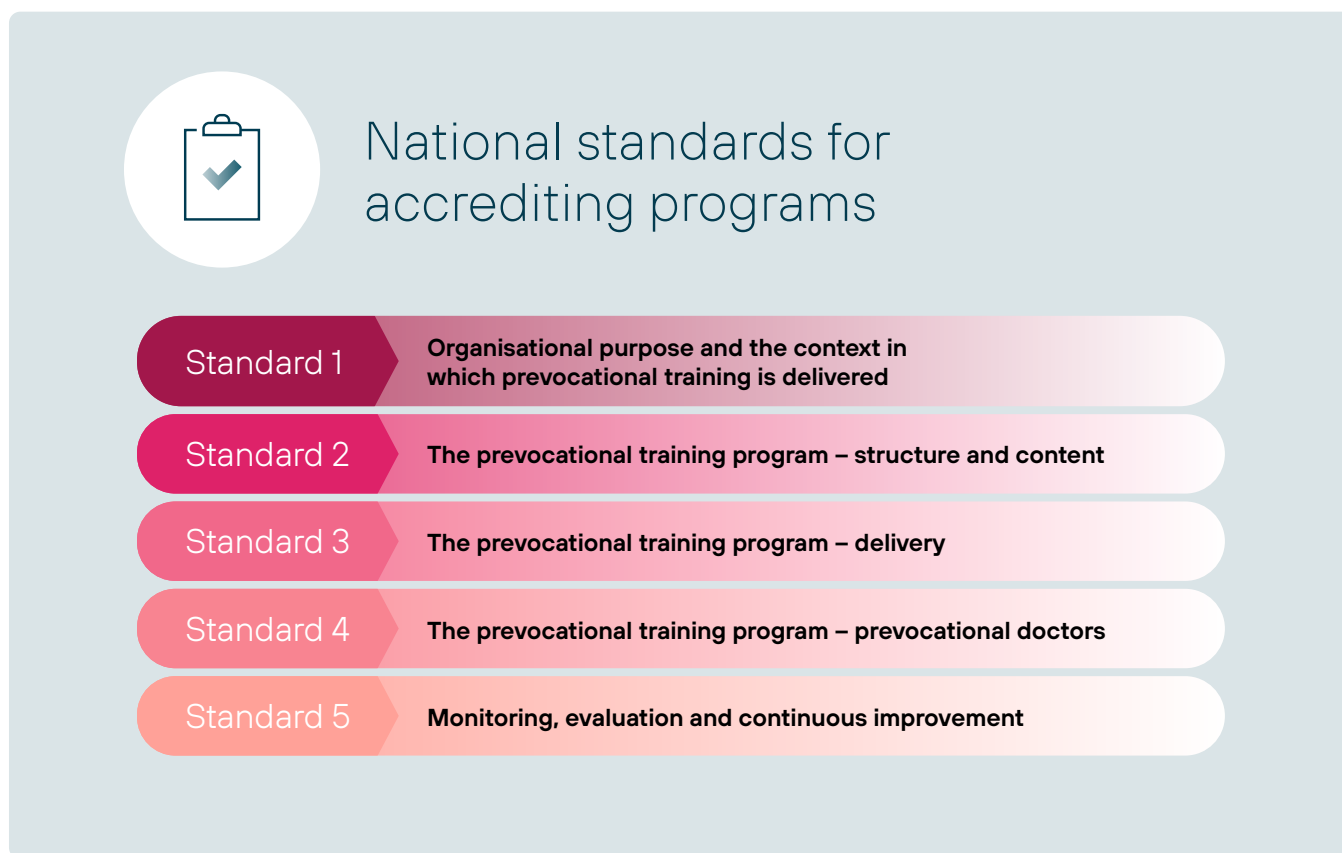 National standards for
accrediting programs
Standard 1
Organisational purpose and the context in
which prevocational training is delivered
Standard 2
The prevocational training program – structure and content
Standard 3
The prevocational training program – delivery
Standard 4
The prevocational training program – prevocational doctors
Standard 5
Monitoring, evaluation and continuous improvement